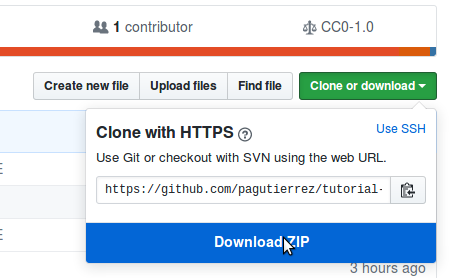 1 contributor
CC0-1.0
Create new file
Upload files
Find file
Clone or download
Clone with HTTPS
Use SSH
Use Git or checkout with SVN using the web URL.
https://github.com/pagutierrez/tutorial-
Download ZIP
3 hours ago